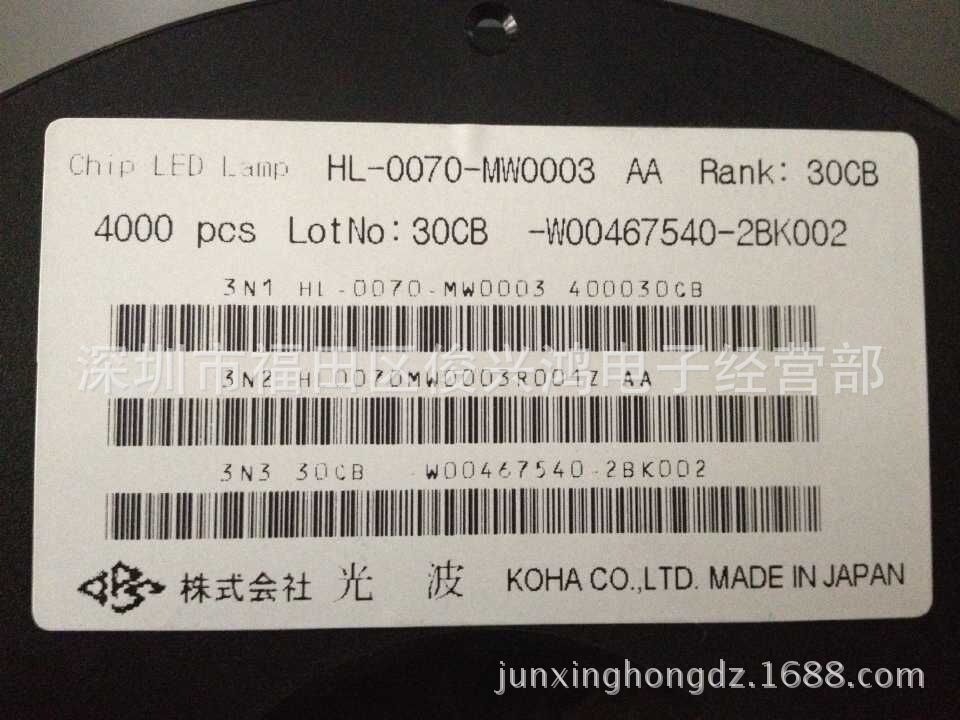 Chip LED Lamp HL-0070-MW0003 AA Rank: 30CB
4000 pcs LotNo: 30CB -W00467540-2BK002
3N1 HL-0070-MW0003 400030CB
深圳市福田区俊兴鸿电子经营部
3N2 HL0070MW0003R001Z AA
3N3 30CB -W00467540-2BK002
株式会社 光 波 KOHA CO.,LTD. MADE IN JAPAN
junxinghongdz.1688.com